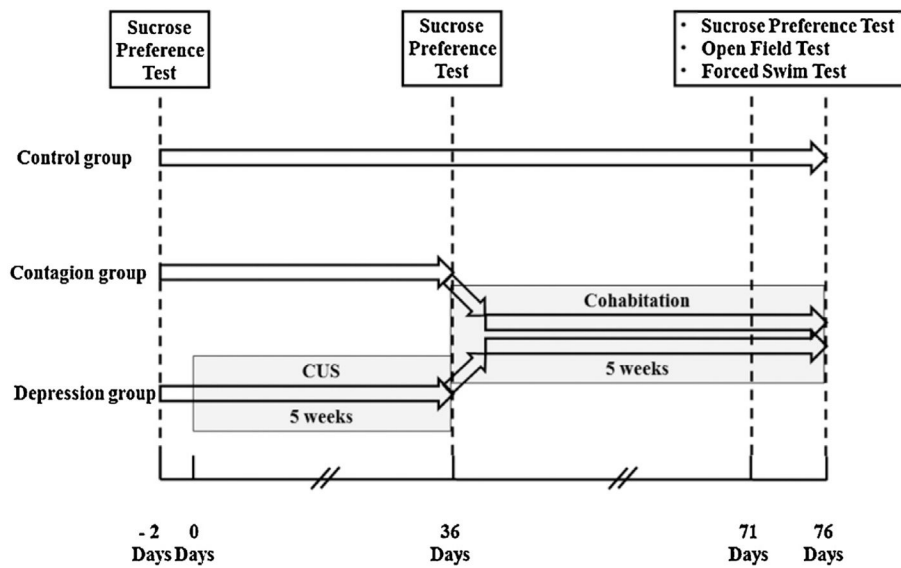 Sucrose
Preference
Test
Sucrose
Preference
Test
• Sucrose Preference Test
• Open Field Test
• Forced Swim Test
Control group
Contagion group
Cohabitation
5 weeks
CUS
Depression group
5 weeks
- 2
Days
0
Days
36
Days
71
Days
76
Days